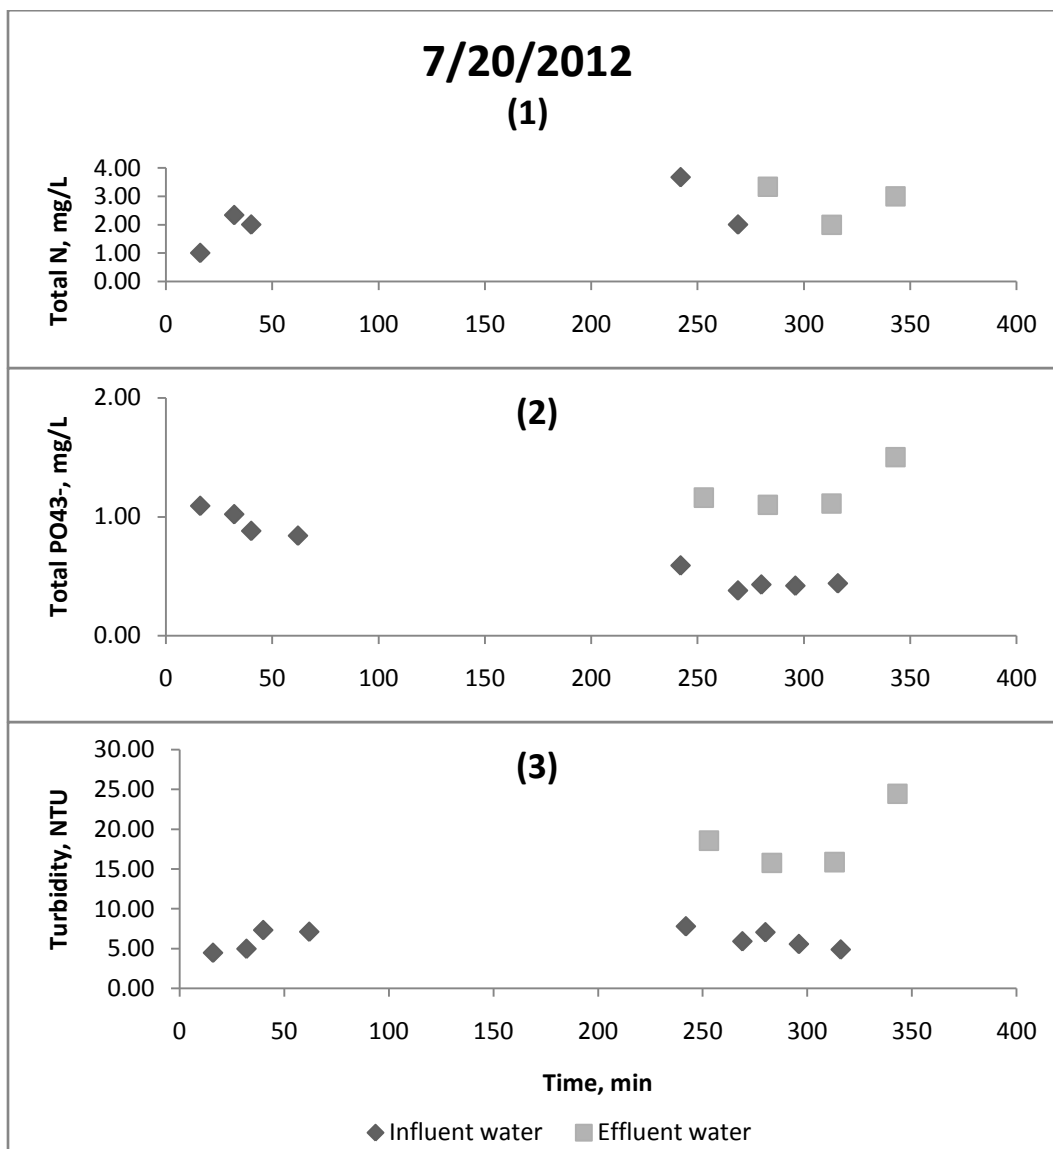 7/20/2012
(1)
Total N, mg/L
4.00
3.00
2.00
1.00
0.00
0 50 100 150 200 250 300 350 400
(2)
Total PO43-, mg/L
2.00
1.00
0.00
0 50 100 150 200 250 300 350 400
(3)
Turbidity, NTU
30.00
25.00
20.00
15.00
10.00
5.00
0.00
0 50 100 150 200 250 300 350 400
Time, min
Influent water Effluent water